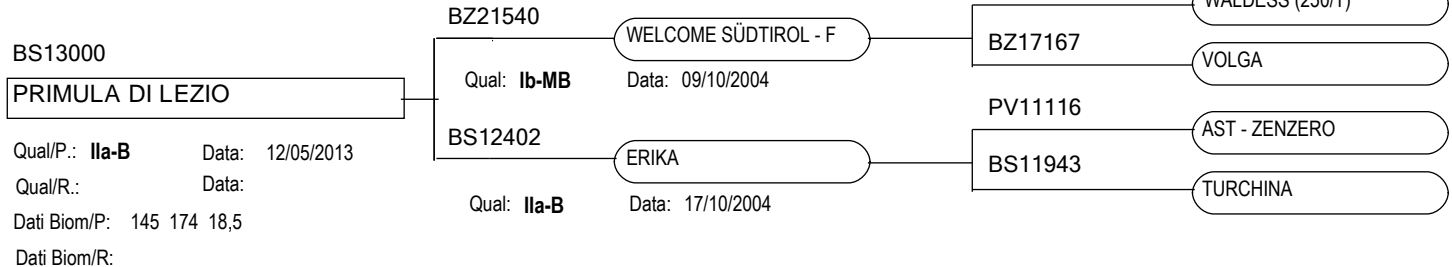 WALDESS (250/T)
BZ21540
WELCOME SÜDTIROL - F
BZ17167
VOLGA
BS13000
PRIMULA DI LEZIO
Qual: Ib-MB Data: 09/10/2004
PV11116
AST - ZENZERO
BS12402
ERIKA
BS11943
TURCHINA
Qual/P.: IIa-B Data: 12/05/2013
Qual/R.: Data:
Qual: IIa-B Data: 17/10/2004
Dati Biom/P: 145 174 18,5
Dati Biom/R: